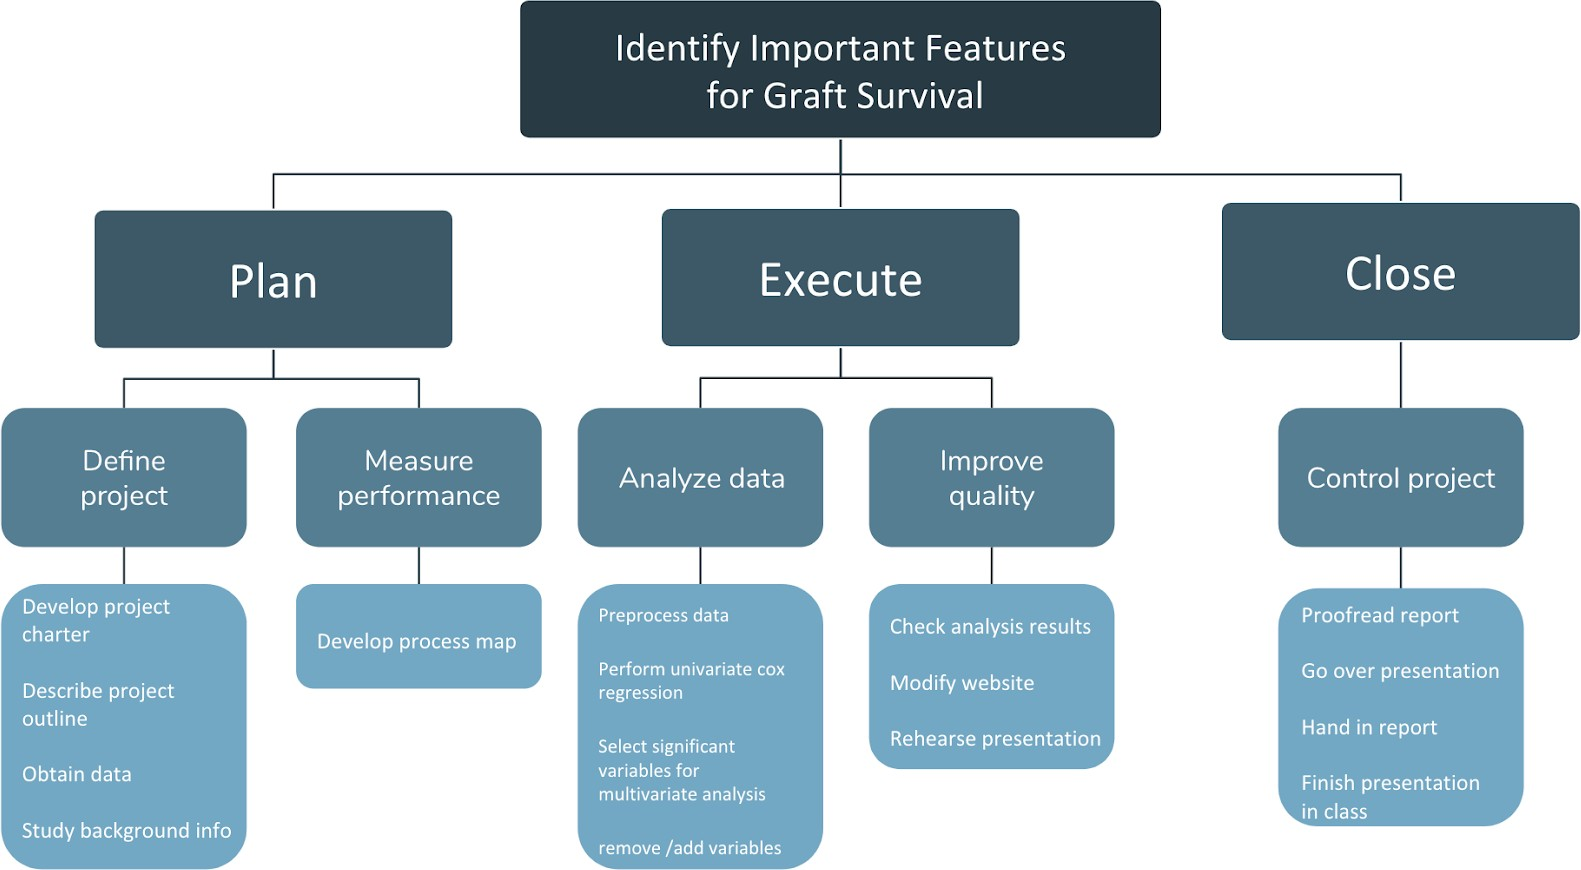 Identify Important Features
for Graft Survival
Plan
Execute
Close
Define
project
Measure
performance
Analyze data
Improve
quality
Control project
Develop project
charter
Describe project
outline
Obtain data
Study background info
Develop process map
Preprocess data
Perform univariate cox
regression
Select significant
variables for
multivariate analysis
remove /add variables
Check analysis results
Modify website
Rehearse presentation
Proofread report
Go over presentation
Hand in report
Finish presentation
in class